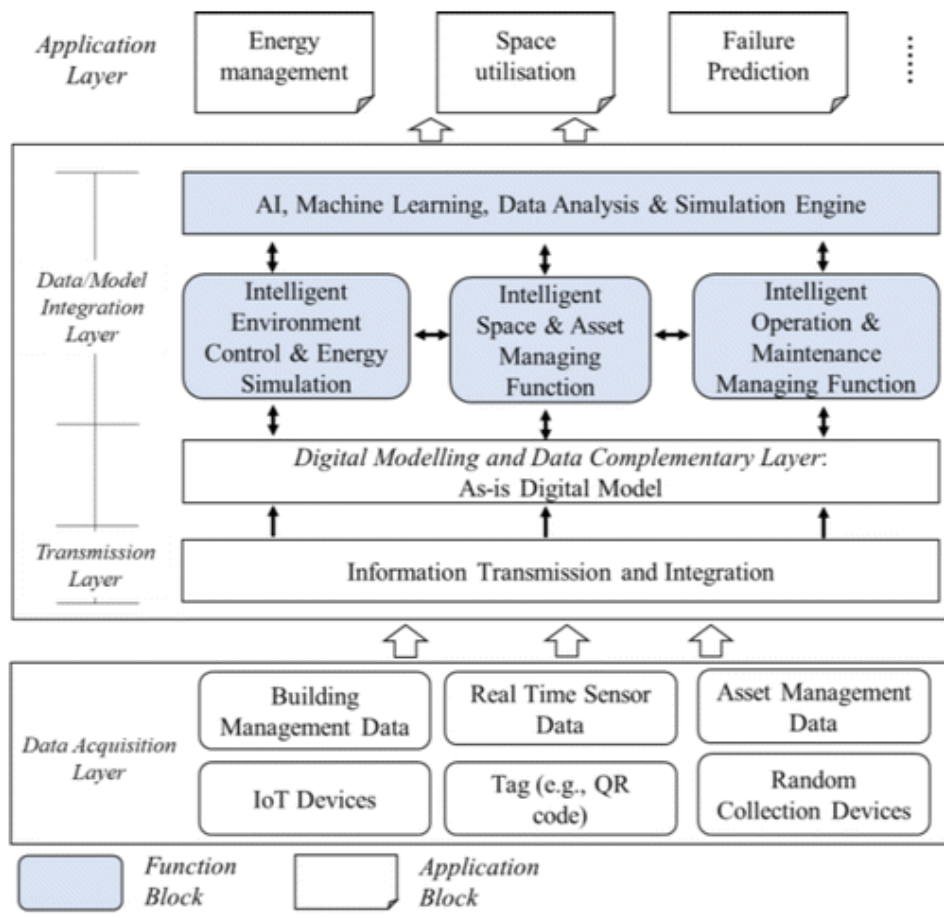 Application
Layer
Energy
management
Space
utilisation
Failure
Prediction
AI, Machine Learning, Data Analysis & Simulation Engine
Data/Model
Integration
Layer
Intelligent
Environment
Control & Energy
Simulation
Intelligent
Space & Asset
Managing
Function
Intelligent
Operation &
Maintenance
Managing Function
Digital Modelling and Data Complementary Layer:
As-is Digital Model
Transmission
Layer
Information Transmission and Integration
Data Acquisition
Layer
Building
Management Data
Real Time Sensor
Data
Asset Management
Data
IoT Devices
Tag (e.g., QR
code)
Random
Collection Devices
Function
Block
Application
Block